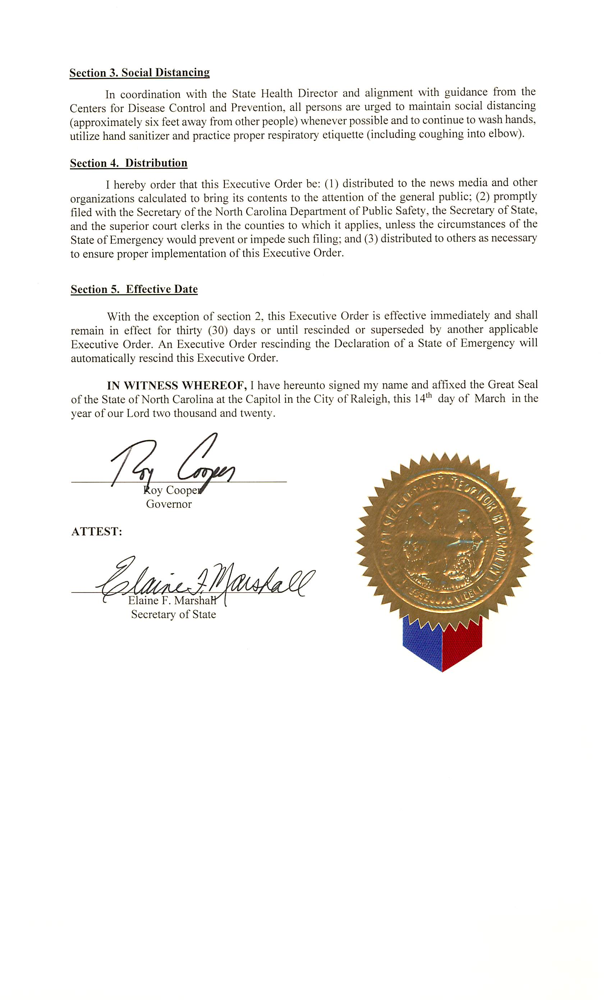 Section 3. Social Distancing
In coordination with the State Health Director and alignment with guidance from the
Centers for Disease Control and Prevention, all persons are urged to maintain social distancing
(approximately six feet away from other people) whenever possible and to continue to wash hands,
utilize hand sanitizer and practice proper respiratory etiquette (including coughing into elbow).
Section 4. Distribution
I hereby order that this Executive Order be: (1) distributed to the news media and other
organizations calculated to bring its contents to the attention of the general public; (2) promptly
filed with the Secretary of the North Carolina Department of Public Safety, the Secretary of State,
and the superior court clerks in the counties to which it applies, unless the circumstances of the
State of Emergency would prevent or impede such filing; and (3) distributed to others as necessary
to ensure proper implementation of this Executive Order.
Section 5. Effective Date
With the exception of section 2, this Executive Order is effective immediately and shall
remain in effect for thirty (30) days or until rescinded or superseded by another applicable
Executive Order. An Executive Order rescinding the Declaration of a State of Emergency will
automatically rescind this Executive Order.
IN WITNESS WHEREOF, I have hereunto signed my name and affixed the Great Seal
of the State of North Carolina at the Capitol in the City of Raleigh, this 14th day of March in the
year of our Lord two thousand and twenty.
Roy Cooper
Roy Cooper
Governor
ATTEST:
Elaine F. Marshall
Elaine F. Marshall
Secretary of State
GREAT SEAL OF THE STATE OF NORTH CAROLINA